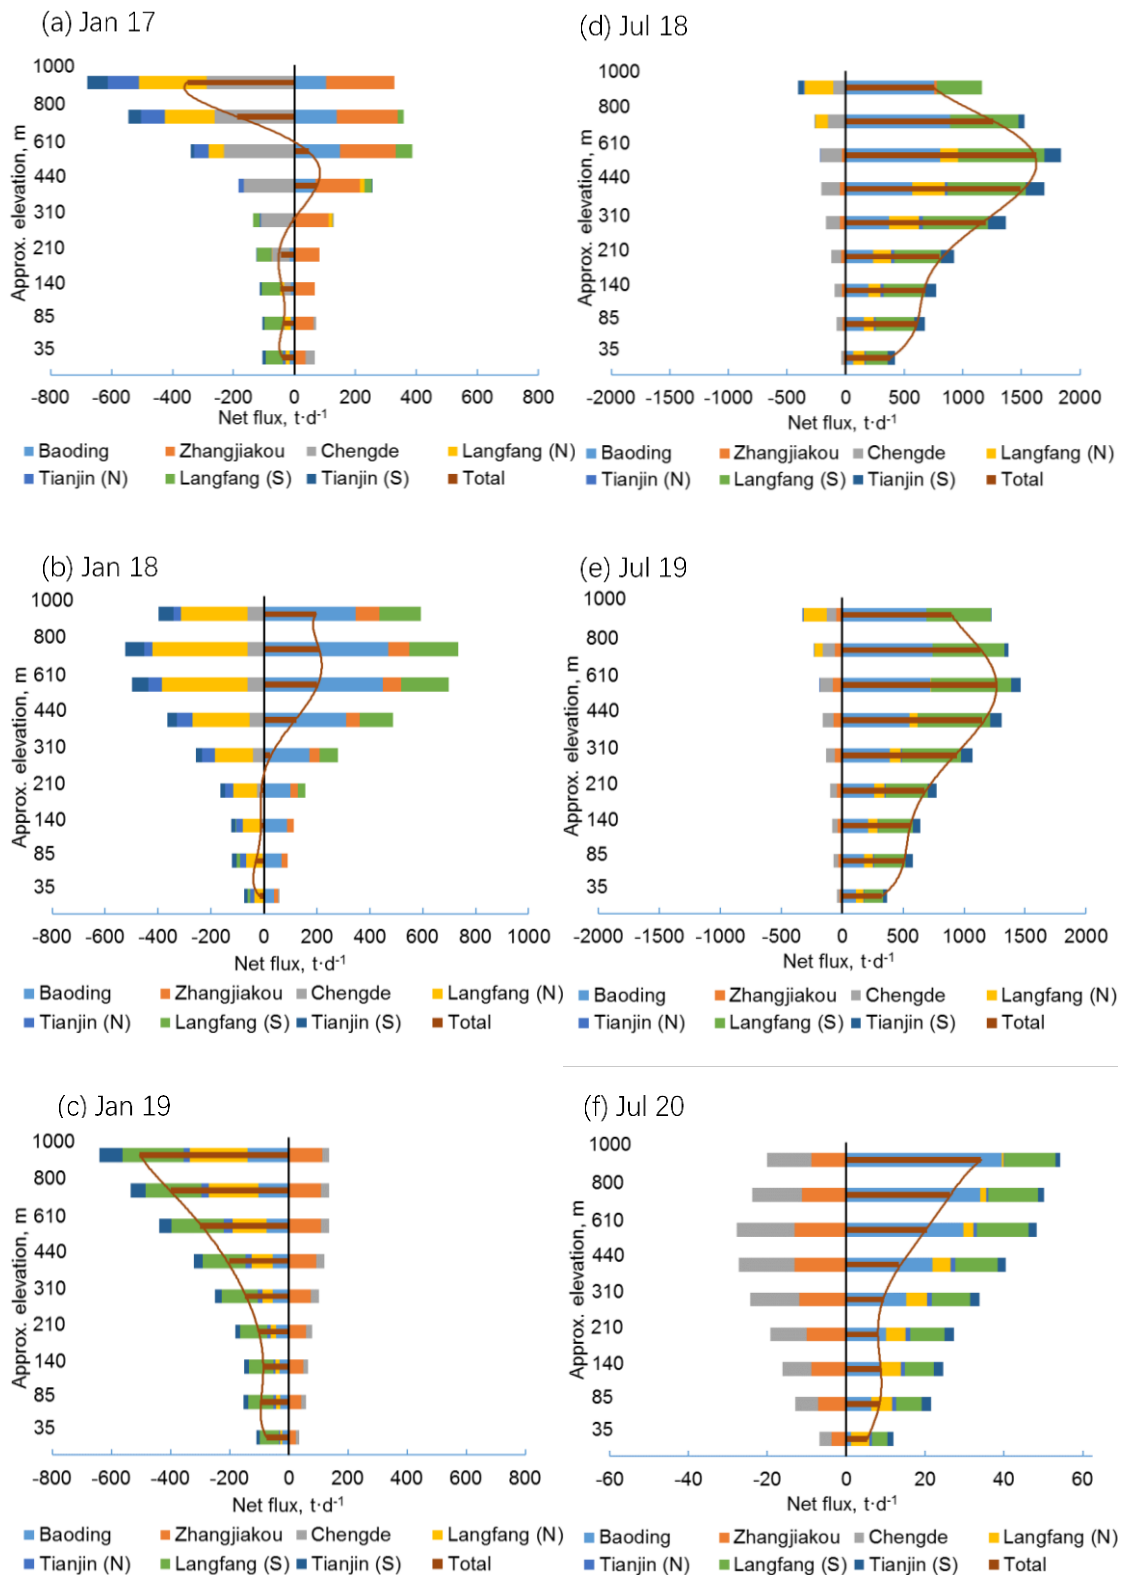 (a) Jan 17
1000
800
610
440
310
210
140
85
35
Approx. elevation, m
-800 -600 -400 -200 0 200 400 600 800
Net flux, t·d⁻¹
Baoding Zhangjiakou Chengde Langfang (N)
Tianjin (N) Langfang (S) Tianjin (S) Total
(d) Jul 18
1000
800
610
440
310
210
140
85
35
Approx. elevation, m
-2000 -1500 -1000 -500 0 500 1000 1500 2000
Net flux, t·d⁻¹
Baoding Zhangjiakou Chengde Langfang (N)
Tianjin (N) Langfang (S) Tianjin (S) Total
(b) Jan 18
1000
800
610
440
310
210
140
85
35
Approx. elevation, m
-800 -600 -400 -200 0 200 400 600 800 1000
Net flux, t·d⁻¹
Baoding Zhangjiakou Chengde Langfang (N)
Tianjin (N) Langfang (S) Tianjin (S) Total
(e) Jul 19
1000
800
610
440
310
210
140
85
35
Approx. elevation, m
-2000 -1500 -1000 -500 0 500 1000 1500 2000
Net flux, t·d⁻¹
Baoding Zhangjiakou Chengde Langfang (N)
Tianjin (N) Langfang (S) Tianjin (S) Total
(c) Jan 19
1000
800
610
440
310
210
140
85
35
Approx. elevation, m
-800 -600 -400 -200 0 200 400 600 800
Net flux, t·d⁻¹
Baoding Zhangjiakou Chengde Langfang (N)
Tianjin (N) Langfang (S) Tianjin (S) Total
(f) Jul 20
1000
800
610
440
310
210
140
85
35
Approx. elevation, m
-60 -40 -20 0 20 40 60
Net flux, t·d⁻¹
Baoding Zhangjiakou Chengde Langfang (N)
Tianjin (N) Langfang (S) Tianjin (S) Total